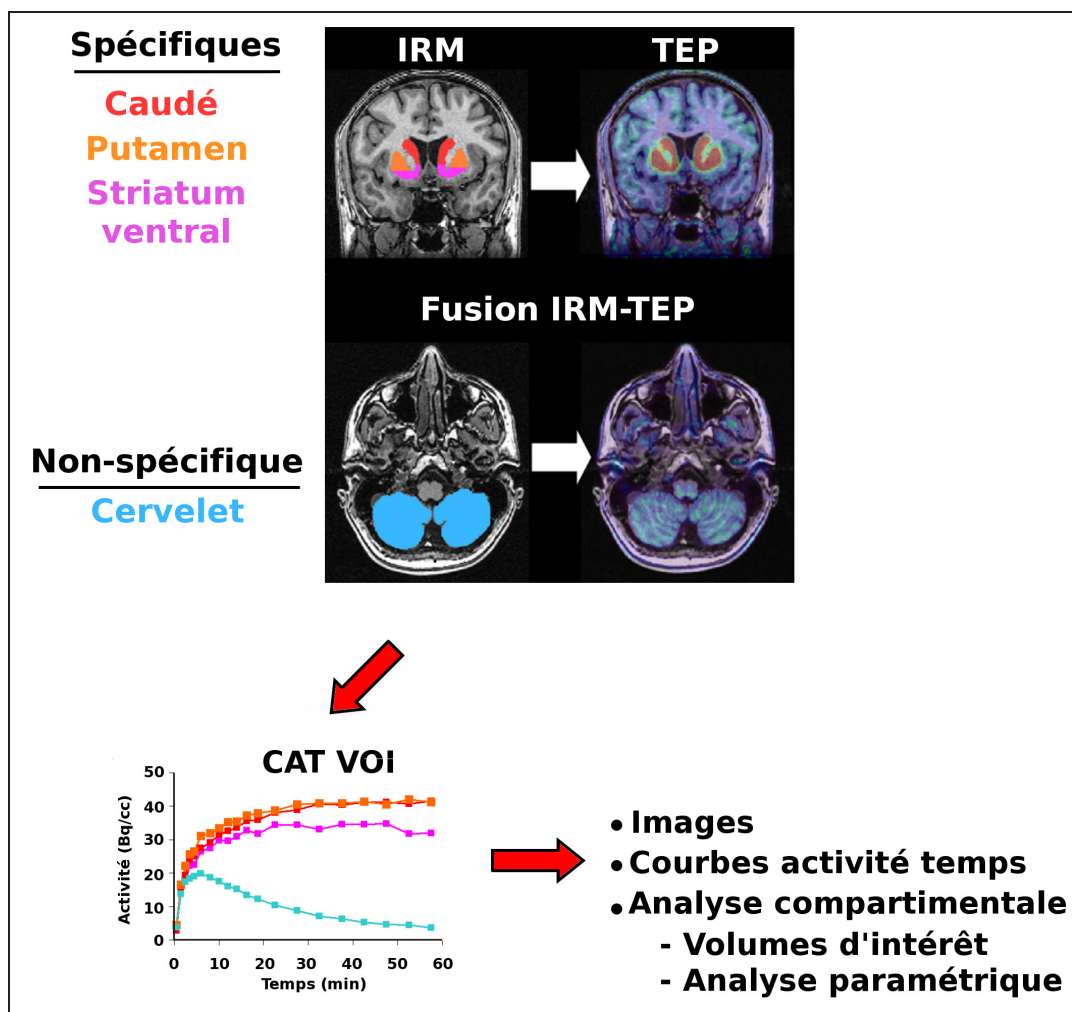 Spécifiques
Caudé
Putamen
Striatum
ventral
IRM
TEP
Fusion IRM-TEP
Non-spécifique
Cervelet
CAT VOI
Activité (Bq/cc)
50
40
30
20
10
0
0 10 20 30 40 50 60
Temps (min)
• Images
• Courbes activité temps
• Analyse compartimentale
- Volumes d'intérêt
- Analyse paramétrique